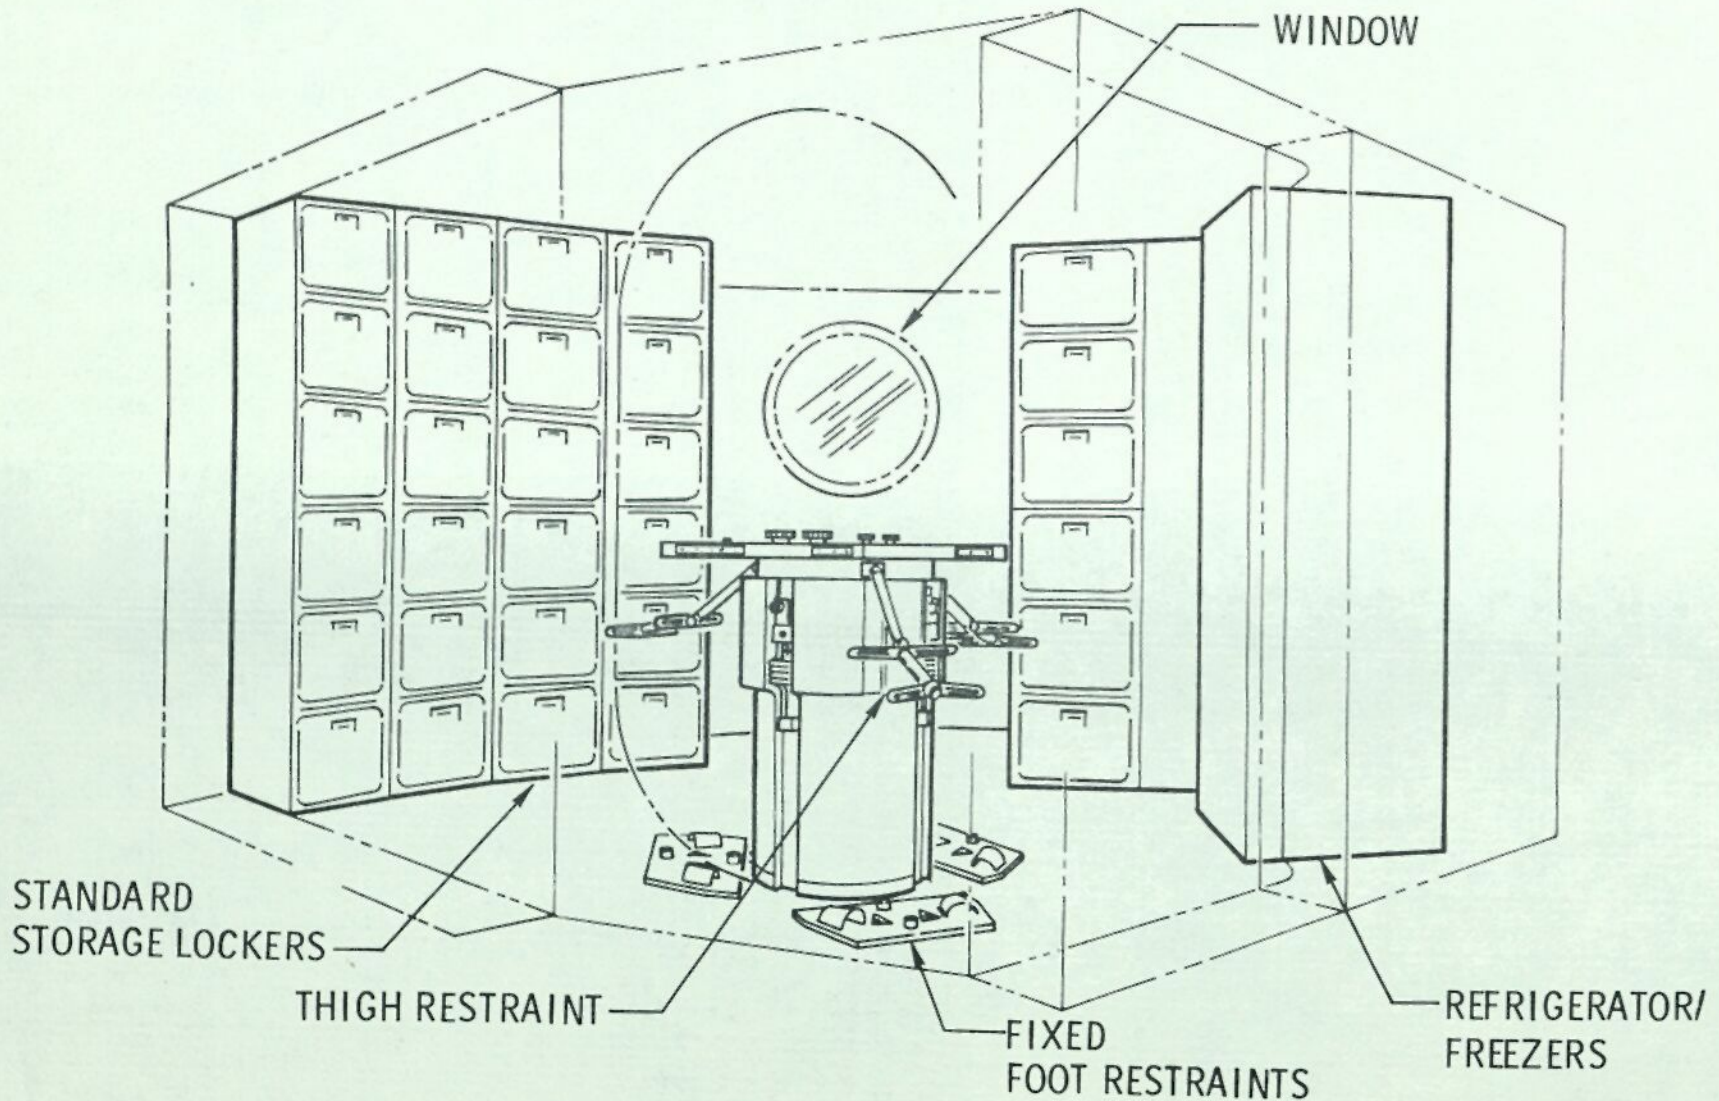 WINDOW
STANDARD
STORAGE LOCKERS
THIGH RESTRAINT
FIXED
FOOT RESTRAINTS
REFRIGERATOR/
FREEZERS